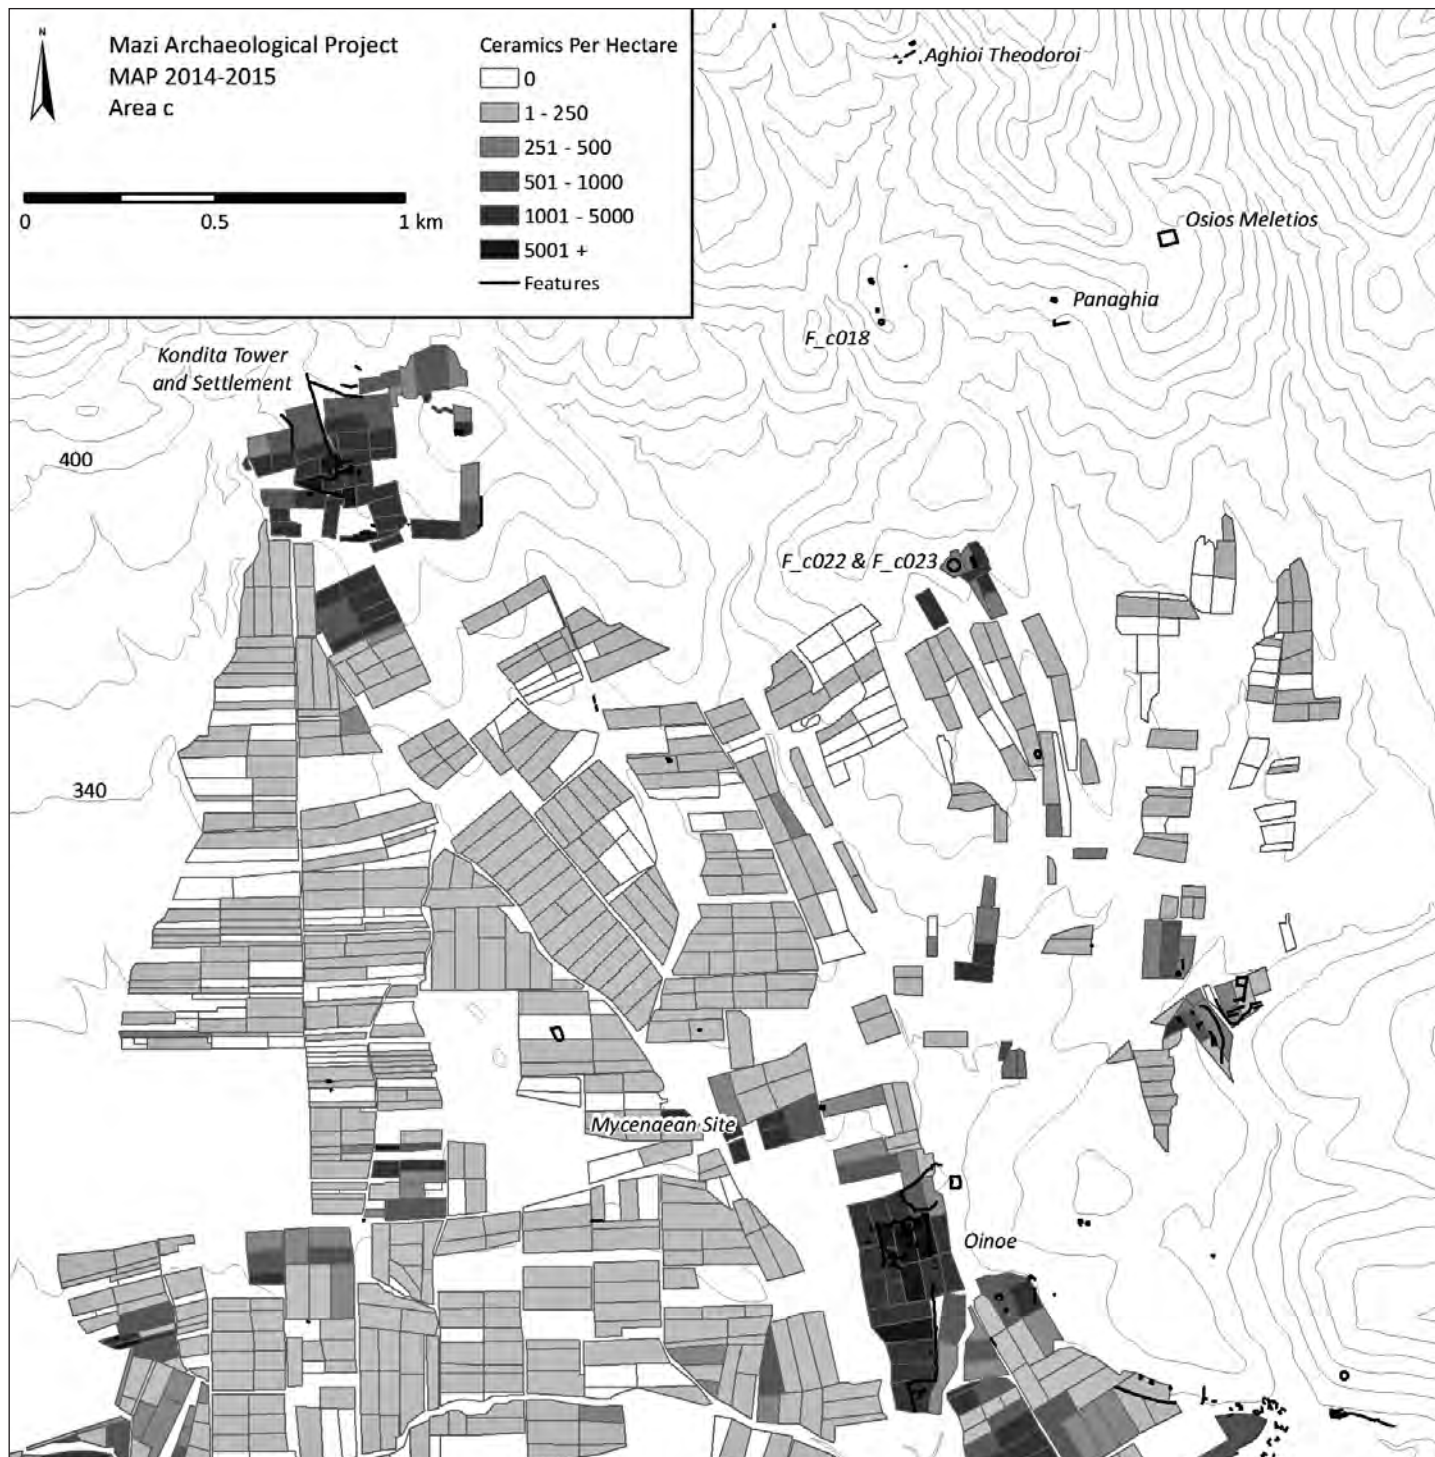 N
Mazi Archaeological Project
MAP 2014-2015
Area c
0
0.5
1 km
Ceramics Per Hectare
0
1 - 250
251 - 500
501 - 1000
1001 - 5000
5001 +
Features
Aghioi Theodoroi
Osios Meletios
Panaghia
F_c018
Kondita Tower
and Settlement
400
F_c022 & F_c023
340
Mycenaean Site
Oinoe